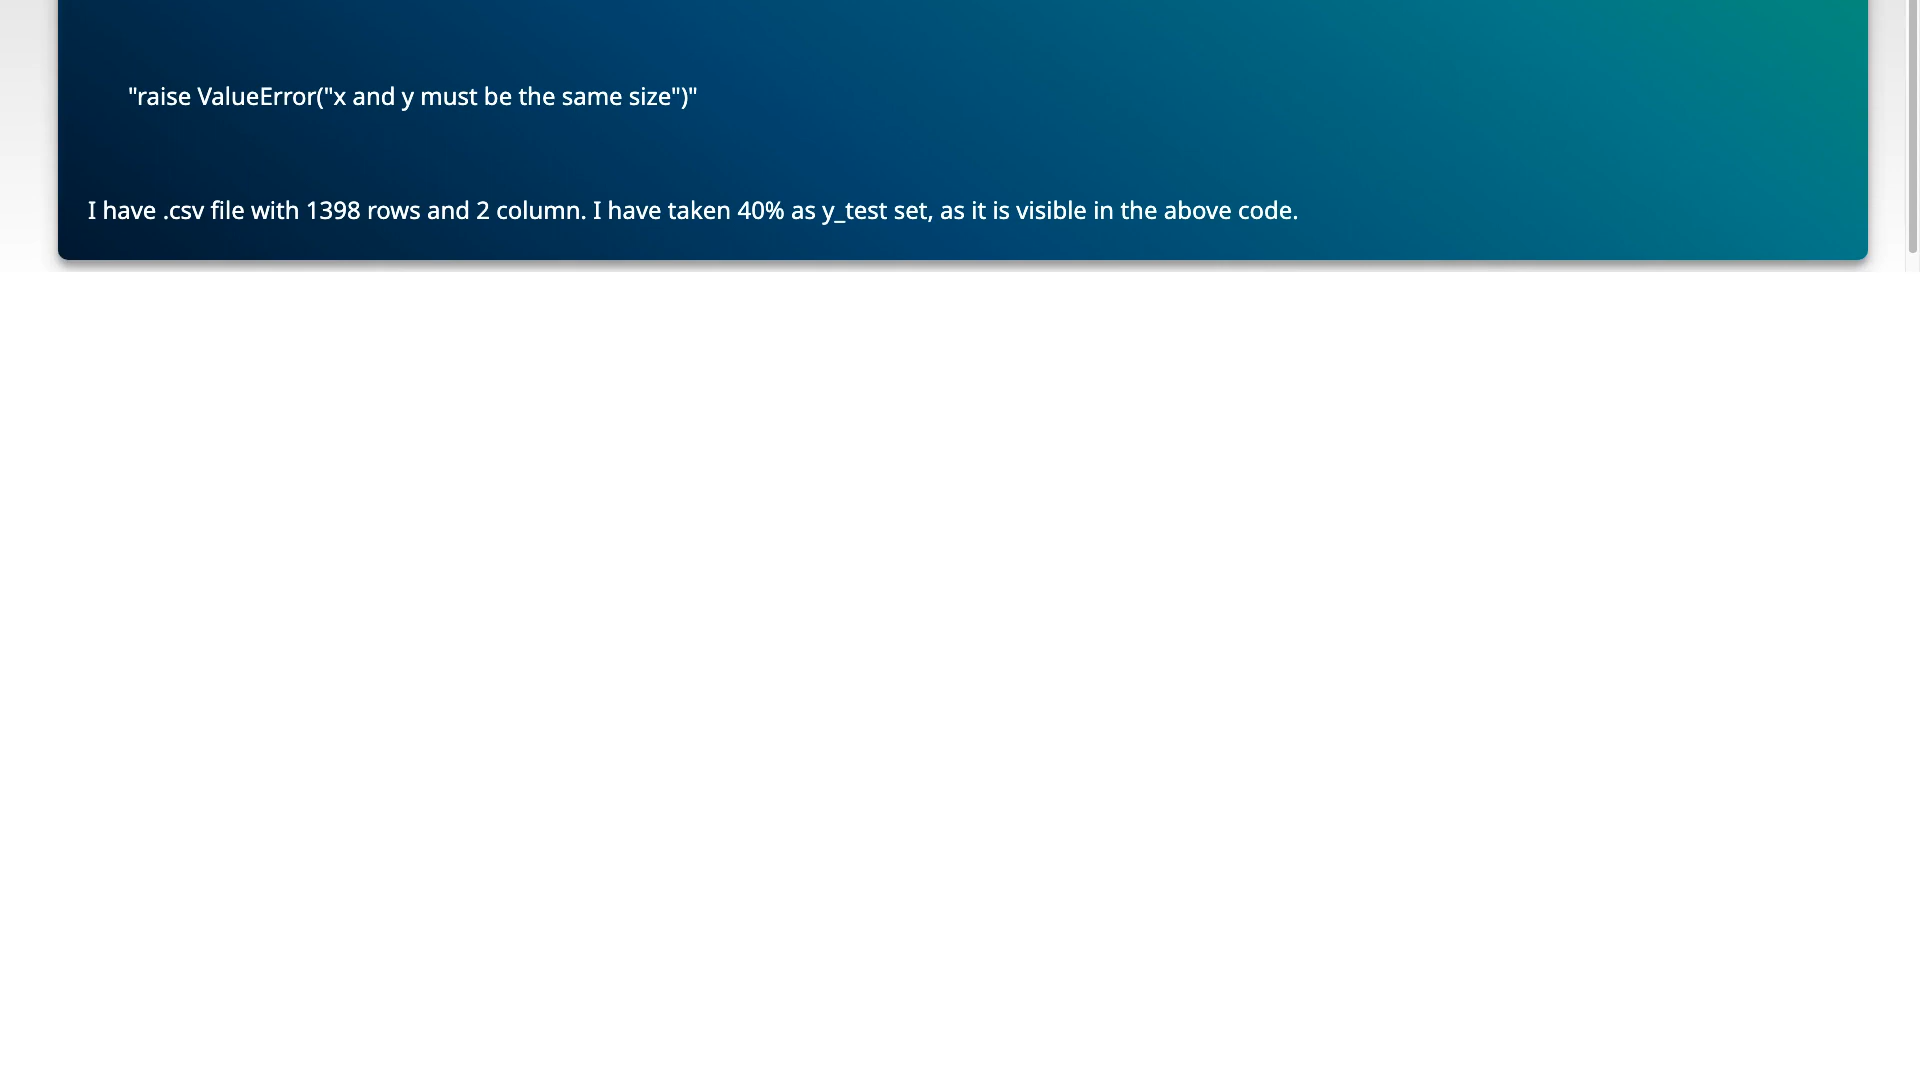 "raise ValueError("x and y must be the same size")"
I have .csv file with 1398 rows and 2 column. I have taken 40% as y_test set, as it is visible in the above code.